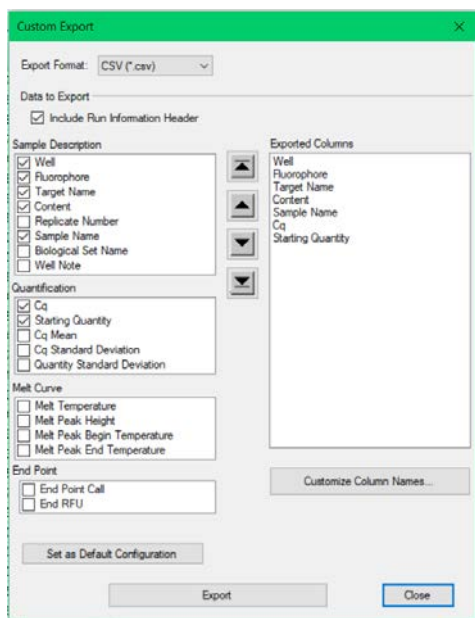 Custom Export
Export Format: CSV (*.csv)
Data to Export
Include Run Information Header
Sample Description
Well
Fluorophore
Target Name
Content
Replicate Number
Sample Name
Biological Set Name
Well Note
Quantification
Cq
Starting Quantity
Cq Mean
Cq Standard Deviation
Quantity Standard Deviation
Melt Curve
Melt Temperature
Melt Peak Height
Melt Peak Begin Temperature
Melt Peak End Temperature
End Point
End Point Call
End RFU
Exported Columns
Well
Fluorophore
Target Name
Content
Sample Name
Cq
Starting Quantity
Customize Column Names...
Set as Default Configuration
Export
Close